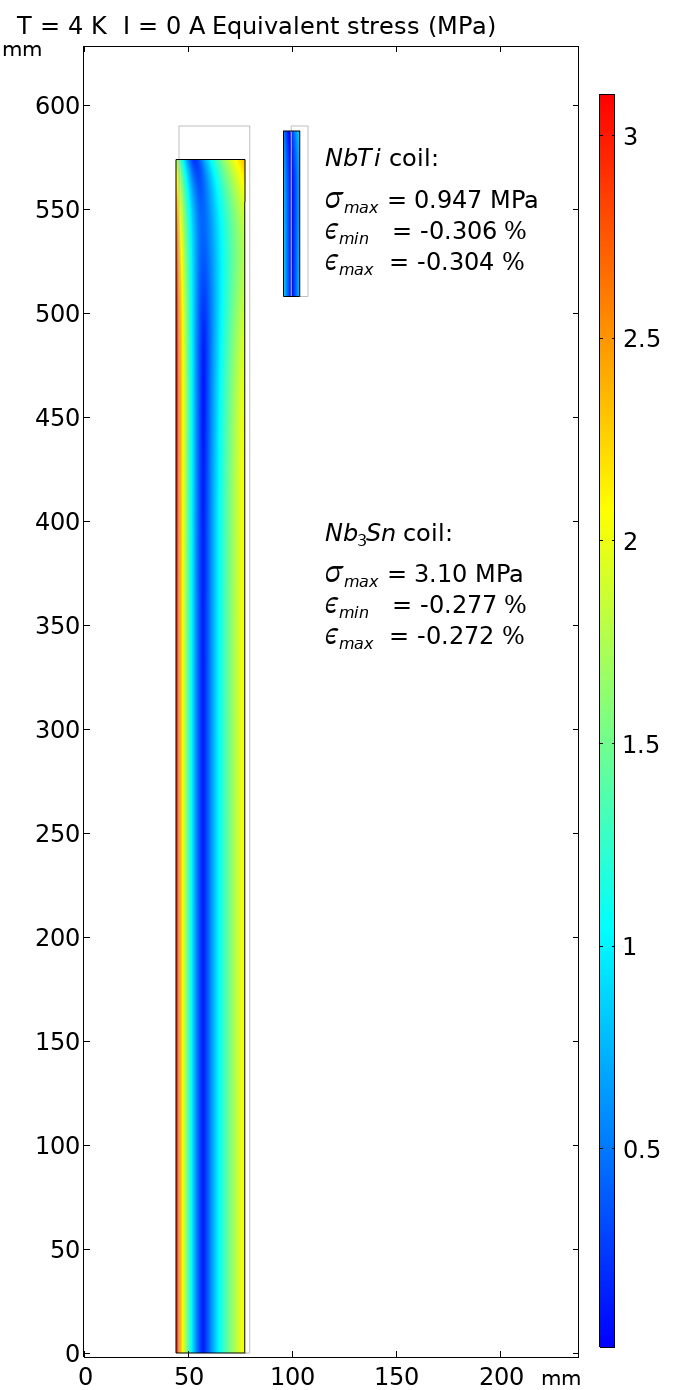 T = 4 K  I = 0 A Equivalent stress (MPa)
mm
600
550
500
450
400
350
300
250
200
150
100
50
0
NbTi coil:
σmax = 0.947 MPa
ϵmin = -0.306 %
ϵmax = -0.304 %
Nb₃Sn coil:
σmax = 3.10 MPa
ϵmin = -0.277 %
ϵmax = -0.272 %
3
2.5
2
1.5
1
0.5
0 50 100 150 200 mm